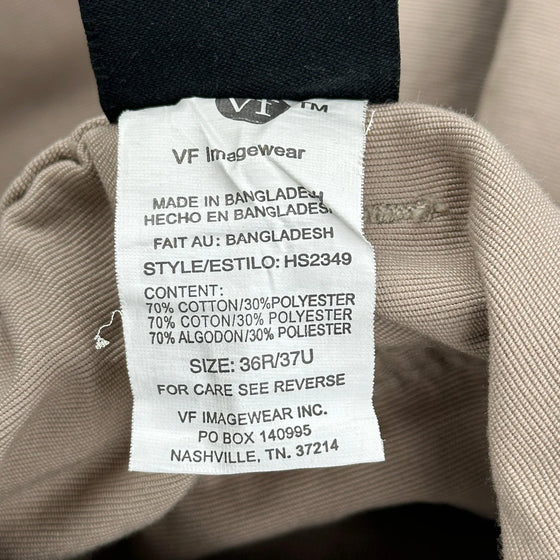 VF TM
VF Imagewear
MADE IN BANGLADESH
HECHO EN BANGLADESH
FAIT AU: BANGLADESH
STYLE/ESTILO: HS2349
CONTENT:
70% COTTON/30%POLYESTER
70% COTON/30%POLYESTER
70% ALGODON/30% POLIESTER
SIZE: 36R/37U
FOR CARE SEE REVERSE
VF IMAGEWEAR INC.
PO BOX 140995
NASHVILLE, TN. 37214